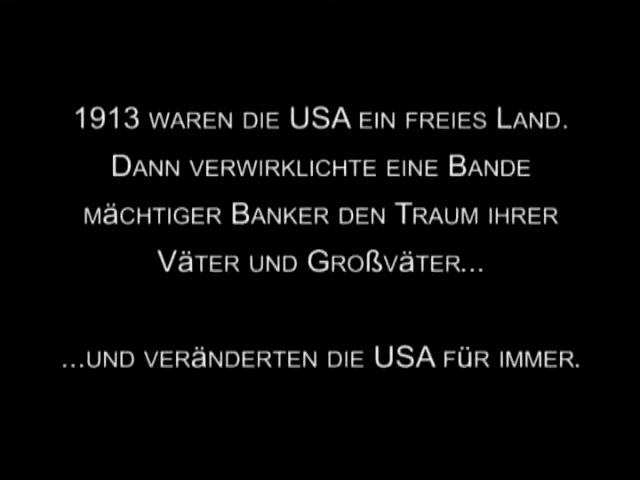 1913 WAREN DIE USA EIN FREIES LAND.
DANN VERWIRKLICHTE EINE BANDE
MäCHTIGER BANKER DEN TRAUM IHRER
VäTER UND GROßVäTER...
...UND VERäNDERTEN DIE USA FüR IMMER.